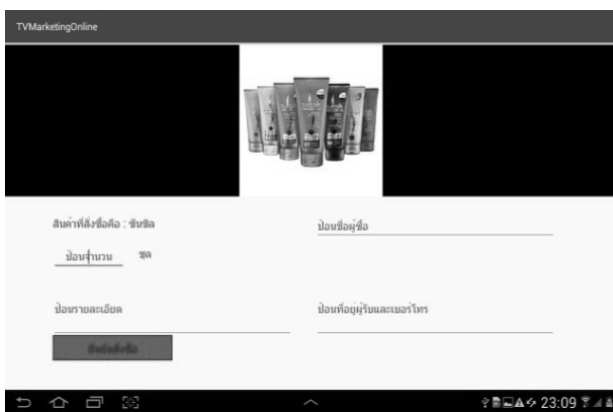 TVMarketingOnline
สินค้าที่สั่งซื้อคือ : ซันซิล
ป้อนชื่อผู้ซื้อ
ป้อนจำนวน ชุด
ป้อนรายละเอียด
ป้อนที่อยู่ผู้รับและเบอร์โทร
23:09